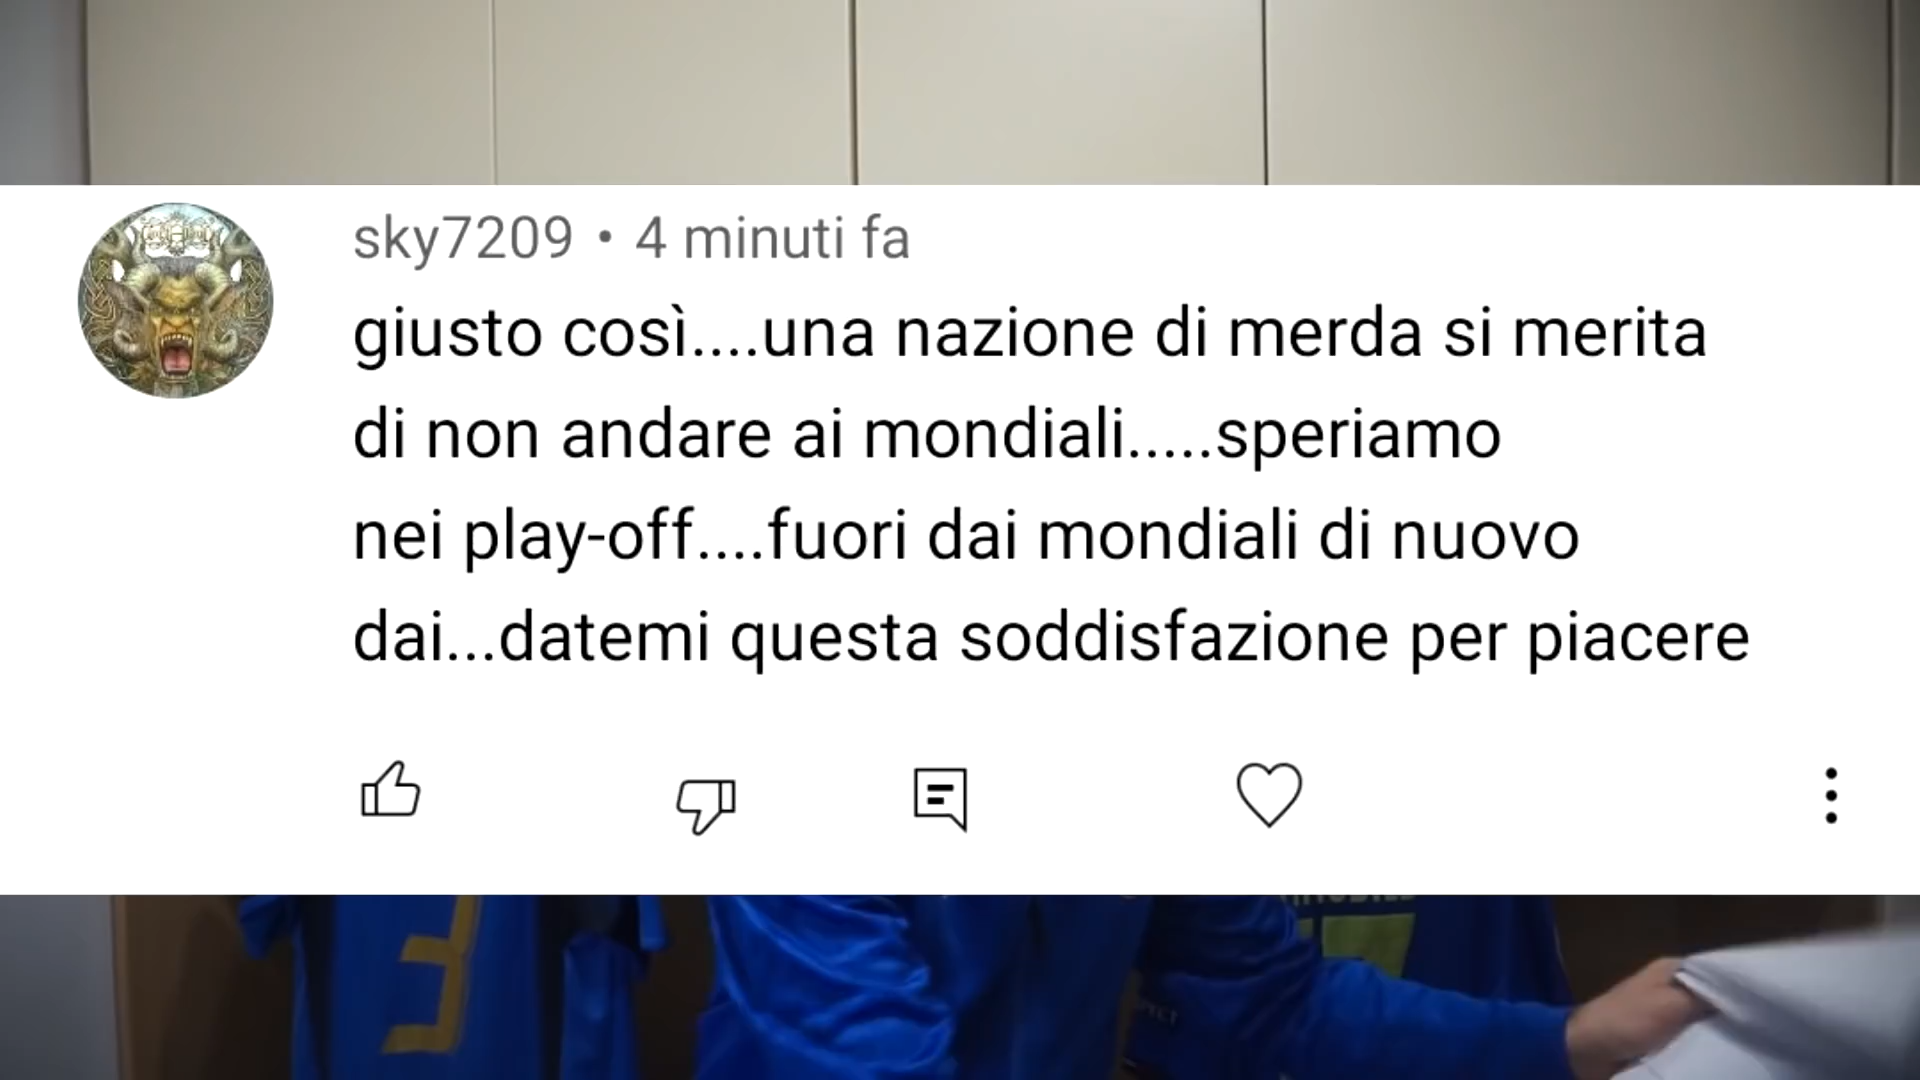 sky7209 • 4 minuti fa
giusto così....una nazione di merda si merita
di non andare ai mondiali.....speriamo
nei play-off....fuori dai mondiali di nuovo
dai...datemi questa soddisfazione per piacere
3